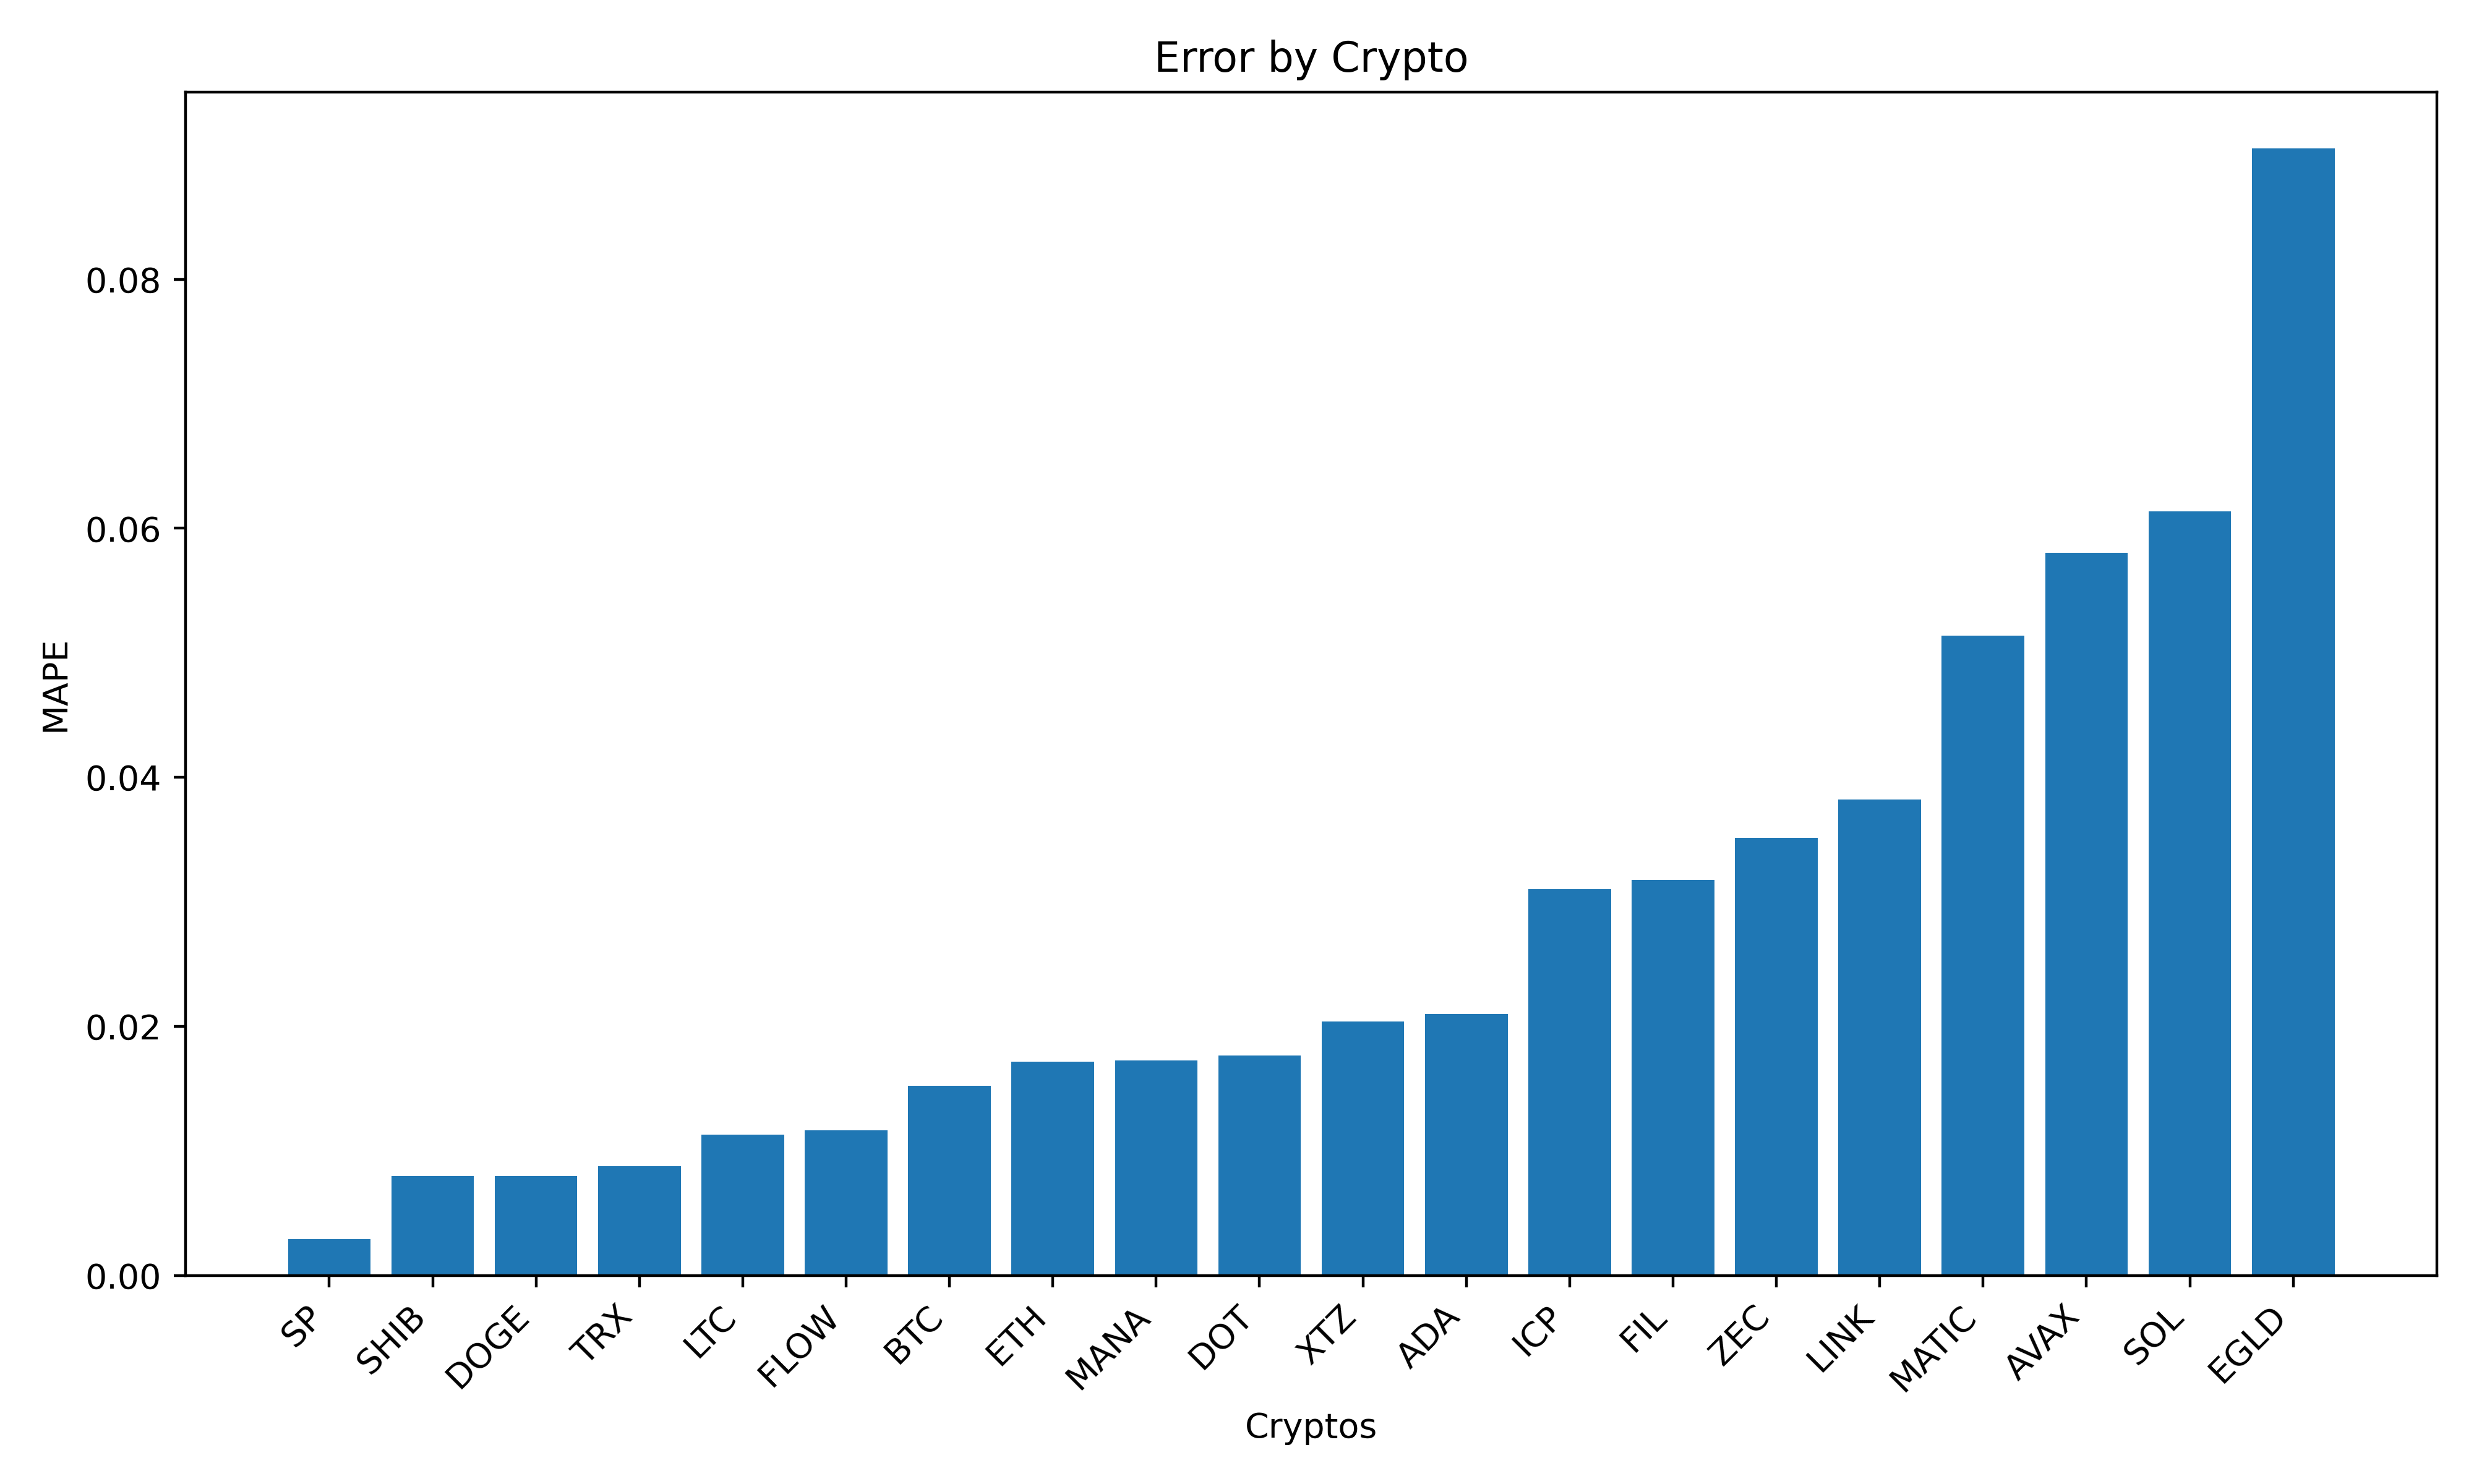 Error by Crypto
0.08
0.06
0.04
0.02
0.00
MAPE
SP
SHIB
DOGE
TRX
LTC
FLOW
BTC
ETH
MANA
DOT
XTZ
ADA
ICP
FIL
ZEC
LINK
MATIC
AVAX
SOL
EGLD
Cryptos